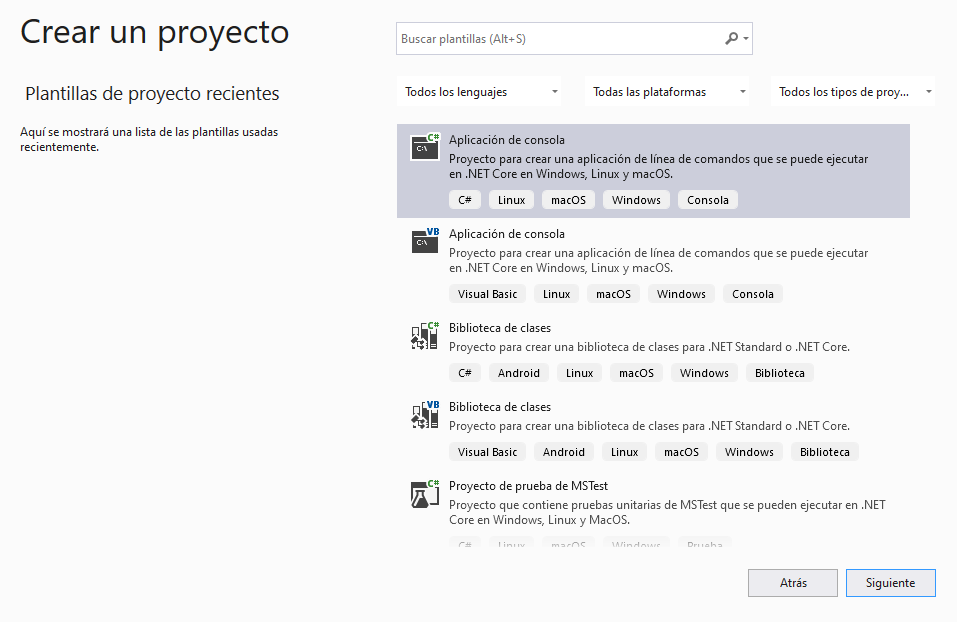 Crear un proyecto
Buscar plantillas (Alt+S)
Plantillas de proyecto recientes
Todos los lenguajes
Todas las plataformas
Todos los tipos de proy...
Aquí se mostrará una lista de las plantillas usadas
recientemente.
C#
C:\
Aplicación de consola
Proyecto para crear una aplicación de línea de comandos que se puede ejecutar
en .NET Core en Windows, Linux y macOS.
C# Linux macOS Windows Consola
VB
C:\
Aplicación de consola
Proyecto para crear una aplicación de línea de comandos que se puede ejecutar
en .NET Core en Windows, Linux y macOS.
Visual Basic Linux macOS Windows Consola
C#
Biblioteca de clases
Proyecto para crear una biblioteca de clases para .NET Standard o .NET Core.
C# Android Linux macOS Windows Biblioteca
VB
Biblioteca de clases
Proyecto para crear una biblioteca de clases para .NET Standard o .NET Core.
Visual Basic Android Linux macOS Windows Biblioteca
C#
Proyecto de prueba de MSTest
Proyecto que contiene pruebas unitarias de MSTest que se pueden ejecutar en .NET
Core en Windows, Linux y MacOS.
C# Linux macOS Windows Prueba
Atrás
Siguiente